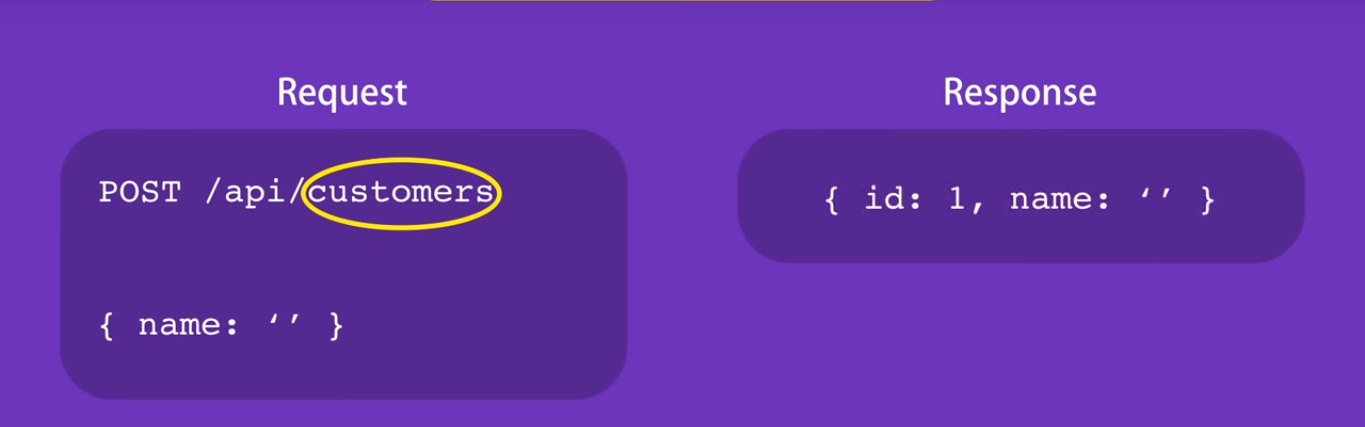 Request
POST /api/customers
{ name: ‘’ }
Response
{ id: 1, name: ‘’ }